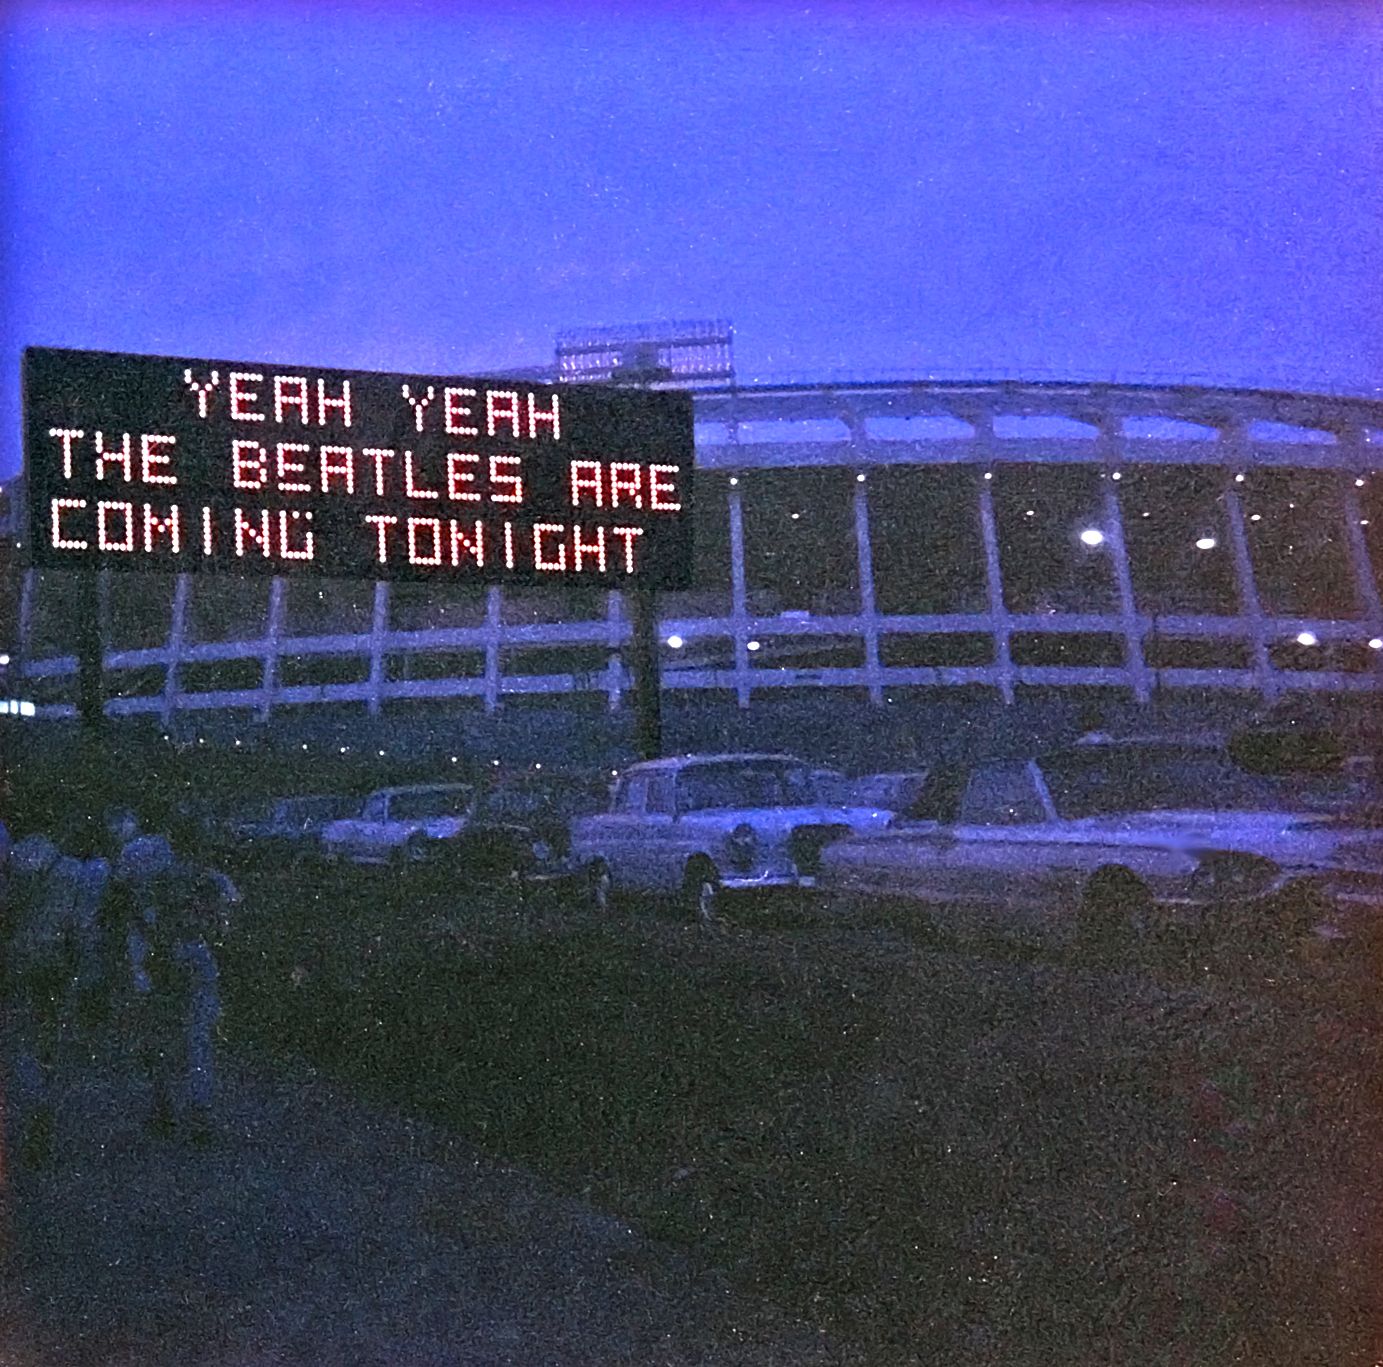 YEAH YEAH
THE BEATLES ARE
COMING TONIGHT